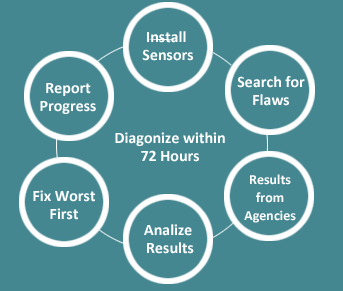 Install
Sensors
Search for
Flaws
Results
from
Agencies
Analize
Results
Fix Worst
First
Report
Progress
Diagonize within
72 Hours